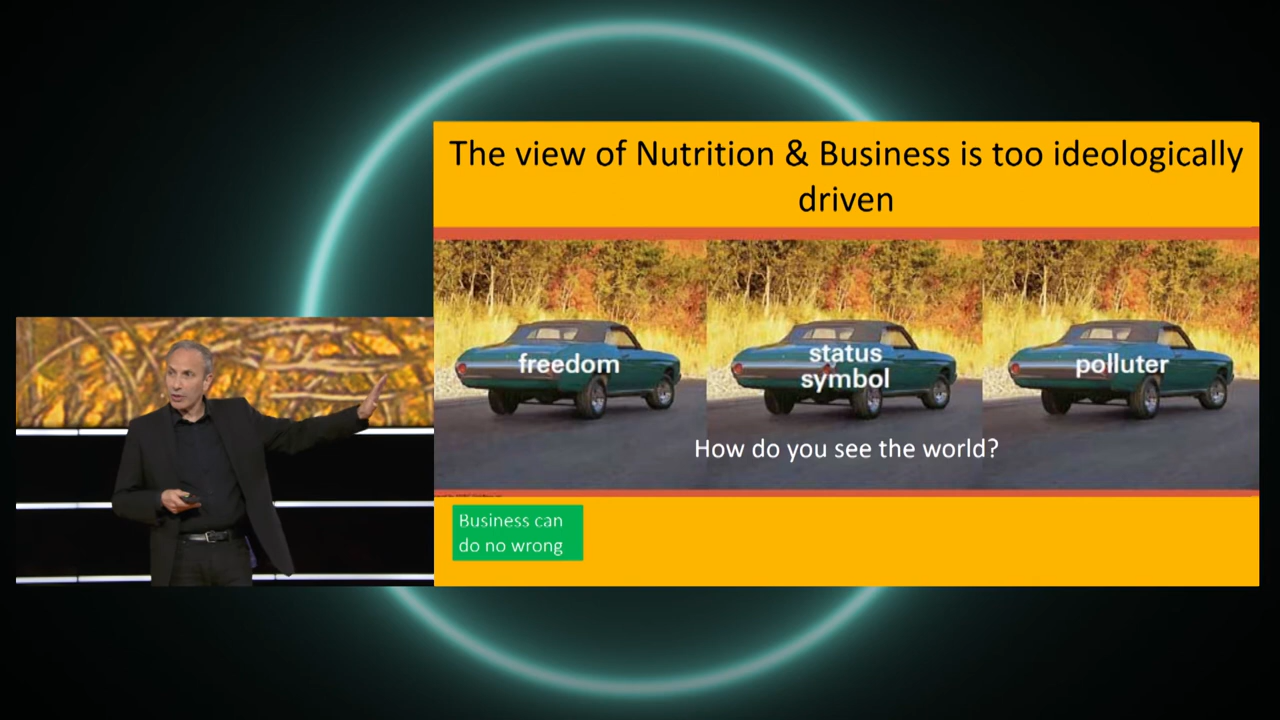 The view of Nutrition & Business is too ideologically
driven
freedom
status
symbol
polluter
How do you see the world?
Business can
do no wrong